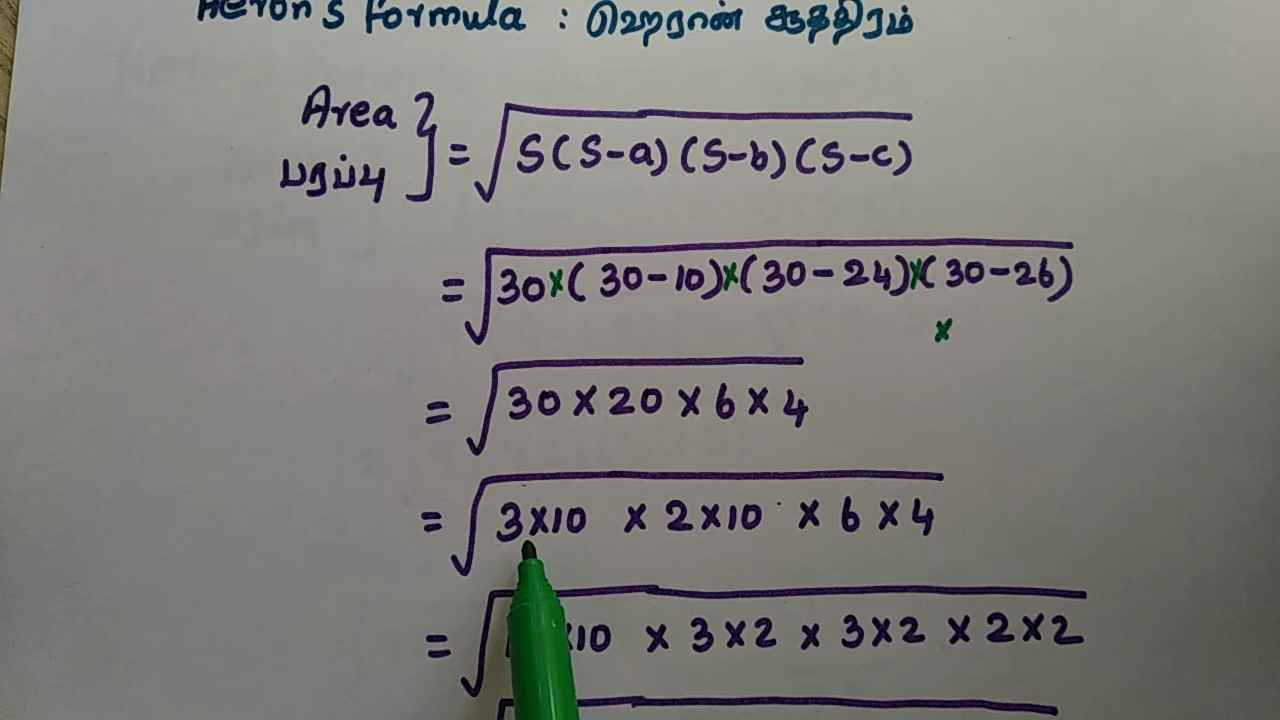 Heron's Formula : ஹெரான் சூத்திரம்
Area
பரப்பு
= √S(S-a)(S-b)(S-c)
= √30×(30-10)×(30-24)×(30-26)
×
= √30×20×6×4
= √3×10 × 2×10 × 6×4
= √ ×10 × 3×2 × 3×2 × 2×2